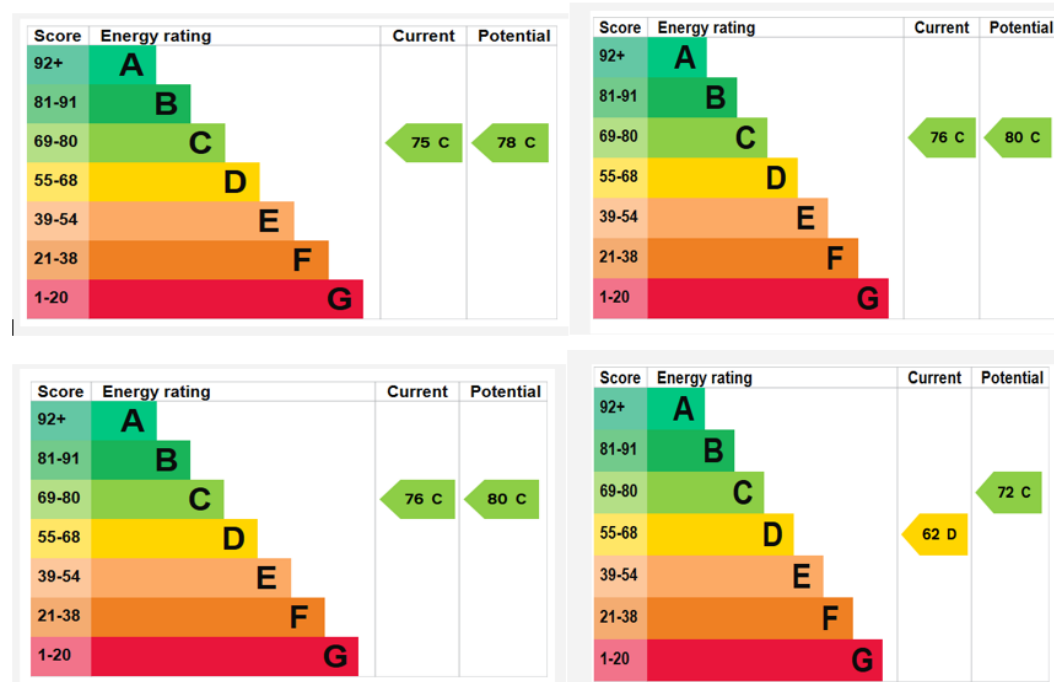 Score Energy rating Current Potential
92+ A
81-91 B
69-80 C 75 C 78 C
55-68 D
39-54 E
21-38 F
1-20 G
Score Energy rating Current Potential
92+ A
81-91 B
69-80 C 76 C 80 C
55-68 D
39-54 E
21-38 F
1-20 G
Score Energy rating Current Potential
92+ A
81-91 B
69-80 C 76 C 80 C
55-68 D
39-54 E
21-38 F
1-20 G
Score Energy rating Current Potential
92+ A
81-91 B
69-80 C 72 C
55-68 D 62 D
39-54 E
21-38 F
1-20 G